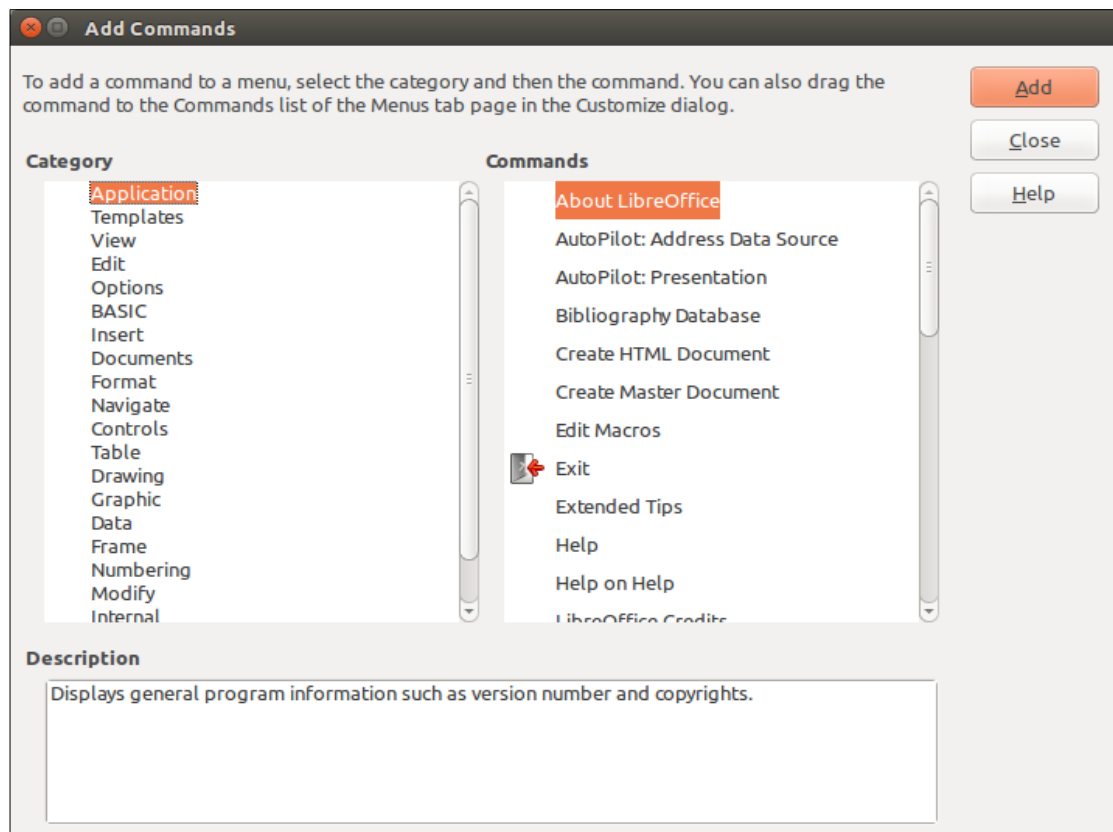 Add Commands
To add a command to a menu, select the category and then the command. You can also drag the
command to the Commands list of the Menus tab page in the Customize dialog.
Add
Close
Help
Category
Application
Templates
View
Edit
Options
BASIC
Insert
Documents
Format
Navigate
Controls
Table
Drawing
Graphic
Data
Frame
Numbering
Modify
Internal
Commands
About LibreOffice
AutoPilot: Address Data Source
AutoPilot: Presentation
Bibliography Database
Create HTML Document
Create Master Document
Edit Macros
Exit
Extended Tips
Help
Help on Help
LibreOffice Credits
Description
Displays general program information such as version number and copyrights.